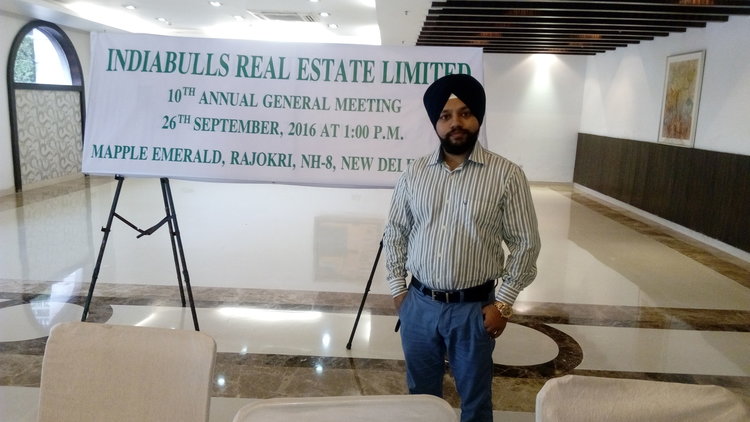 INDIABULLS REAL ESTATE LIMITED
10TH ANNUAL GENERAL MEETING
26TH SEPTEMBER, 2016 AT 1:00 P.M.
MAPPLE EMERALD, RAJOKRI, NH-8, NEW